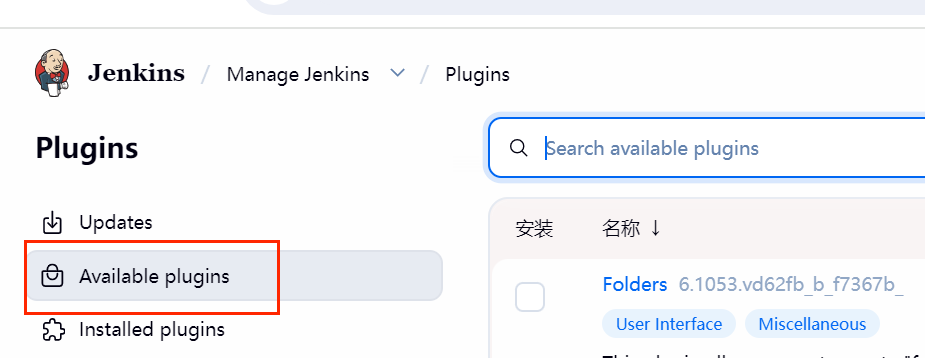 Jenkins / Manage Jenkins / Plugins
Plugins
Search available plugins
Updates
安装 名称 ↓
Available plugins
Folders 6.1053.vd62fb_b_f7367b_
User Interface Miscellaneous
Installed plugins